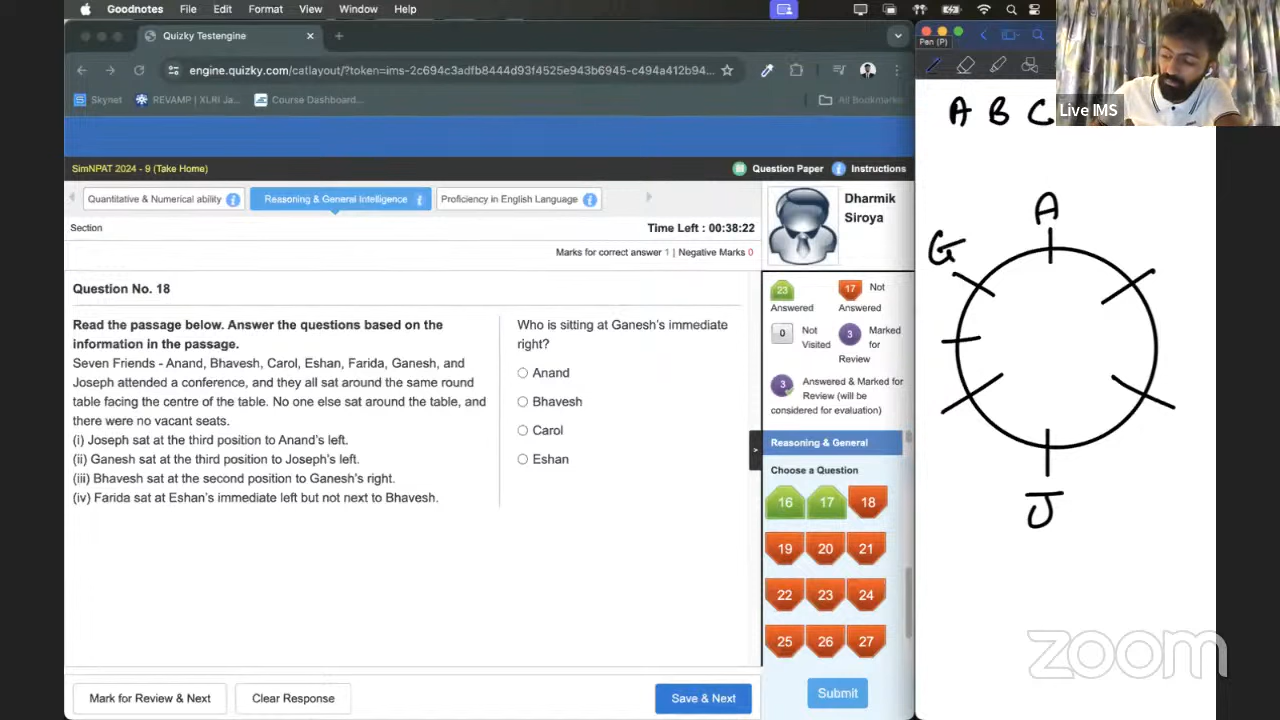 Goodnotes File Edit Format View Window Help
Quizky Testengine
engine.quizky.com/catlayout/?token=ims-2c694c3adfb8444d93f4525e943b6945-c494a412b94...
Skynet REVAMP | XLRI Ja... Course Dashboard... All Bookmarks
Pen (P)
Live IMS
A B C
SimNPAT 2024 - 9 (Take Home) Question Paper Instructions
Quantitative & Numerical ability Reasoning & General Intelligence Proficiency in English Language
Section Time Left : 00:38:22
Marks for correct answer 1 | Negative Marks 0
Dharmik
Siroya
Question No. 18
Read the passage below. Answer the questions based on the
information in the passage.
Seven Friends - Anand, Bhavesh, Carol, Eshan, Farida, Ganesh, and
Joseph attended a conference, and they all sat around the same round
table facing the centre of the table. No one else sat around the table, and
there were no vacant seats.
(i) Joseph sat at the third position to Anand's left.
(ii) Ganesh sat at the third position to Joseph's left.
(iii) Bhavesh sat at the second position to Ganesh's right.
(iv) Farida sat at Eshan's immediate left but not next to Bhavesh.
Who is sitting at Ganesh's immediate
right?
Anand
Bhavesh
Carol
Eshan
23 Answered
17 Not Answered
0 Not Visited
3 Marked for Review
3 Answered & Marked for
Review (will be
considered for evaluation)
Reasoning & General
Choose a Question
16 17 18
19 20 21
22 23 24
25 26 27
Mark for Review & Next Clear Response Save & Next Submit
A
G
J
zoom